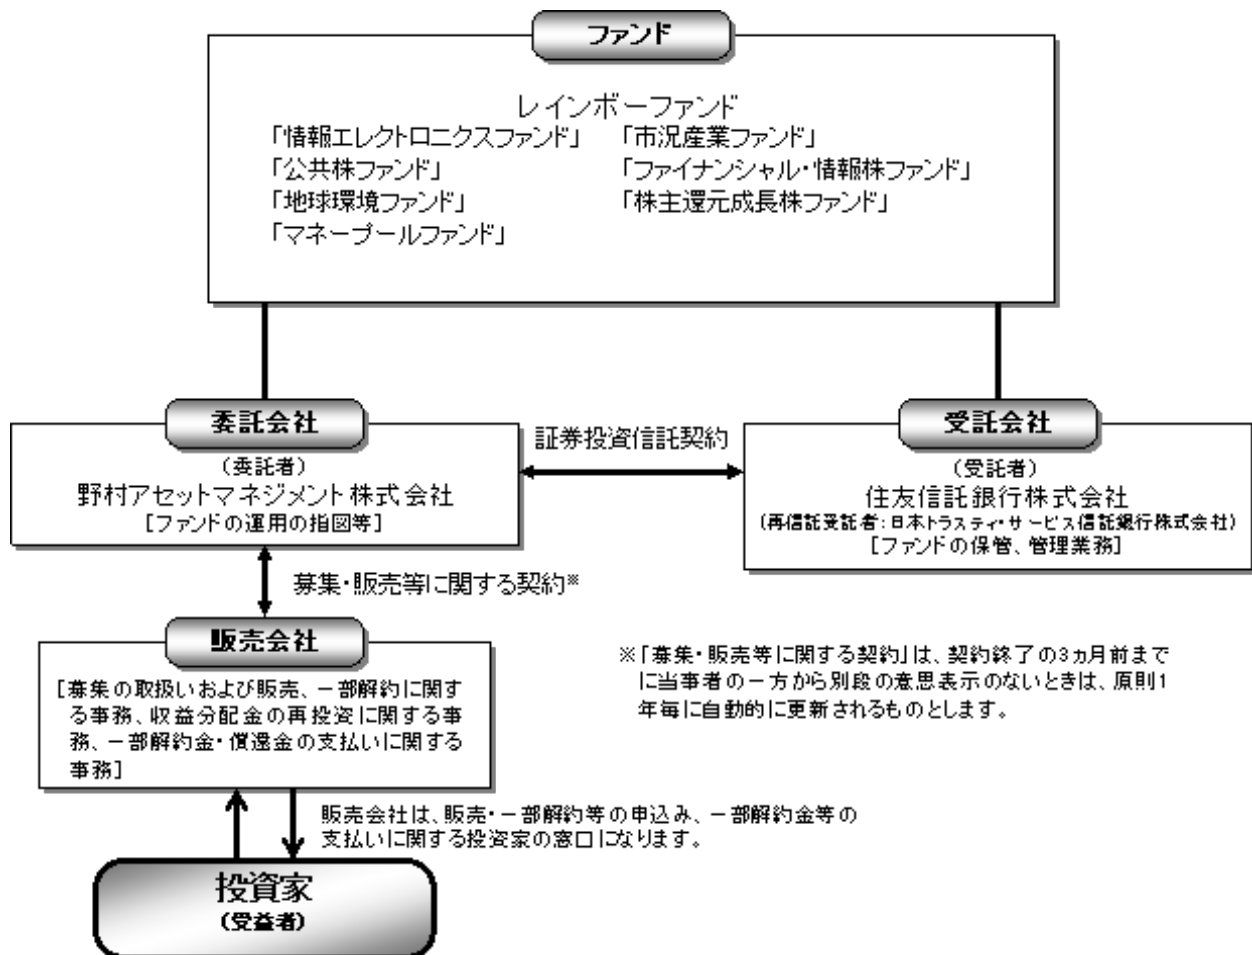 ファンド
レインボーファンド
「情報エレクトロニクスファンド」 「市況産業ファンド」
「公共株ファンド」 「ファイナンシャル・情報株ファンド」
「地球環境ファンド」 「株主還元成長株ファンド」
「マネープールファンド」
委託会社
(委託者)
野村アセットマネジメント株式会社
[ファンドの運用の指図等]
証券投資信託契約
受託会社
(受託者)
住友信託銀行株式会社
(再信託受託者:日本トラスティ・サービス信託銀行株式会社)
[ファンドの保管、管理業務]
募集・販売等に関する契約※
販売会社
[募集の取扱いおよび販売、一部解約に関す
る事務、収益分配金の再投資に関する事
務、一部解約金・償還金の支払いに関する
事務]
※「募集・販売等に関する契約」は、契約終了の3ヵ月前まで
に当事者の一方から別段の意思表示のないときは、原則1
年毎に自動的に更新されるものとします。
販売会社は、販売・一部解約等の申込み、一部解約金等の
支払いに関する投資家の窓口になります。
投資家
(受益者)